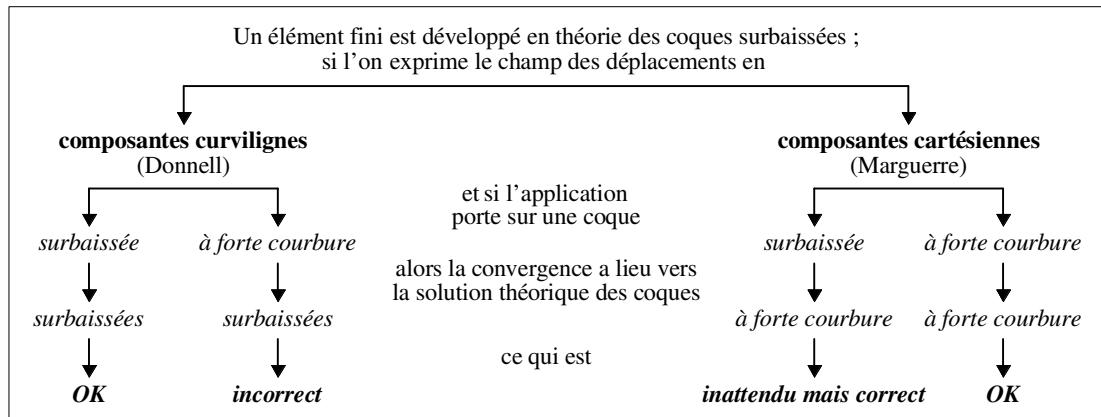 Un élément fini est développé en théorie des coques surbaissées ;
si l'on exprime le champ des déplacements en
composantes curvilignes
(Donnell)
composantes cartésiennes
(Marguerre)
et si l'application
porte sur une coque
surbaissée
à forte courbure
surbaissée
à forte courbure
alors la convergence a lieu vers
la solution théorique des coques
surbaissées
surbaissées
à forte courbure
à forte courbure
ce qui est
OK
incorrect
inattendu mais correct
OK